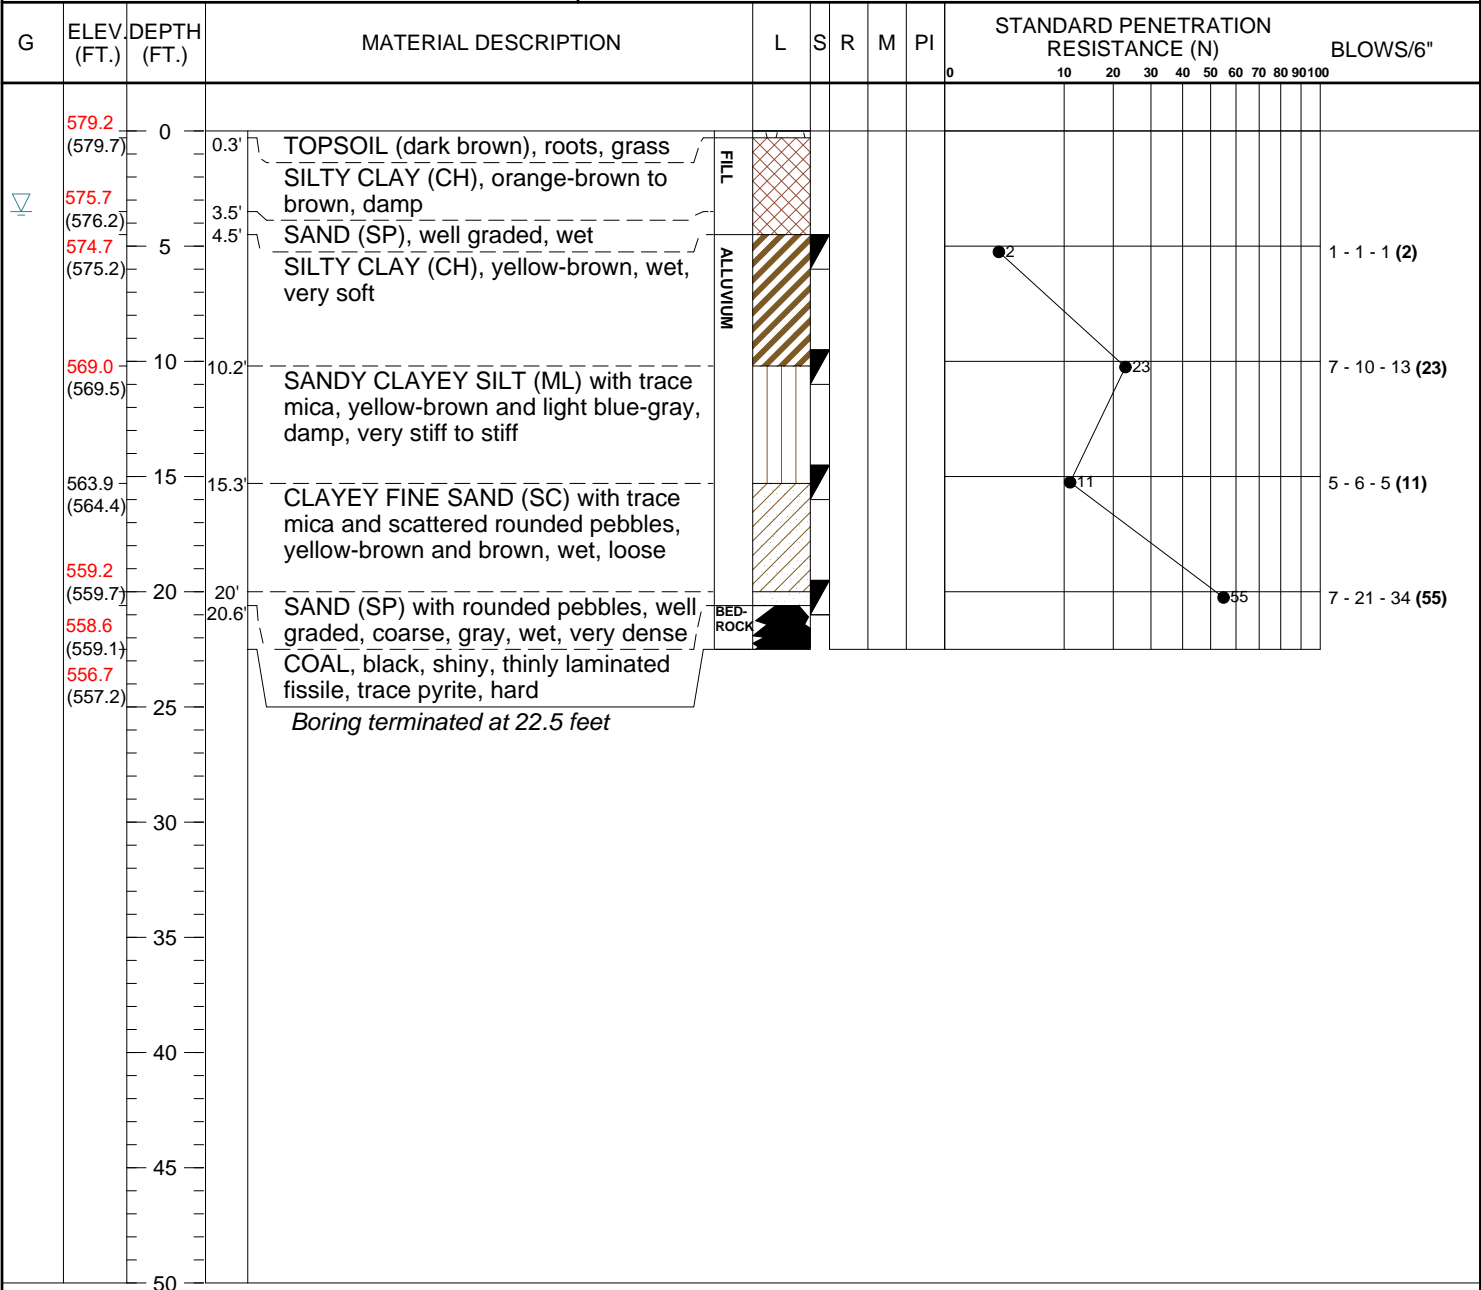 G
ELEV. DEPTH
(FT.) (FT.)
MATERIAL DESCRIPTION
L
S
R
M
PI
STANDARD PENETRATION
RESISTANCE (N)
BLOWS/6"
0 10 20 30 40 50 60 70 80 90 100
579.2
(579.7)
0
0.3'
TOPSOIL (dark brown), roots, grass
FILL
SILTY CLAY (CH), orange-brown to
brown, damp
575.7
(576.2)
3.5'
SAND (SP), well graded, wet
4.5'
574.7
(575.2)
5
SILTY CLAY (CH), yellow-brown, wet,
very soft
ALLUVIUM
2
1 - 1 - 1 (2)
569.0
(569.5)
10
10.2'
SANDY CLAYEY SILT (ML) with trace
mica, yellow-brown and light blue-gray,
damp, very stiff to stiff
23
7 - 10 - 13 (23)
563.9
(564.4)
15
15.3'
CLAYEY FINE SAND (SC) with trace
mica and scattered rounded pebbles,
yellow-brown and brown, wet, loose
11
5 - 6 - 5 (11)
559.2
(559.7)
20
20'
SAND (SP) with rounded pebbles, well
graded, coarse, gray, wet, very dense
55
7 - 21 - 34 (55)
558.6
(559.1)
20.6'
BED-
ROCK
COAL, black, shiny, thinly laminated
fissile, trace pyrite, hard
556.7
(557.2)
25
Boring terminated at 22.5 feet
30
35
40
45
50